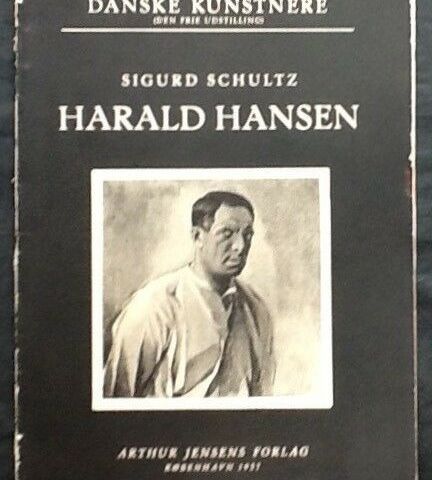 DANSKE KUNSTNERE
(DEN FRIE UDSTILLING)
SIGURD SCHULTZ
HARALD HANSEN
ARTHUR JENSENS FORLAG
KØBENHAVN